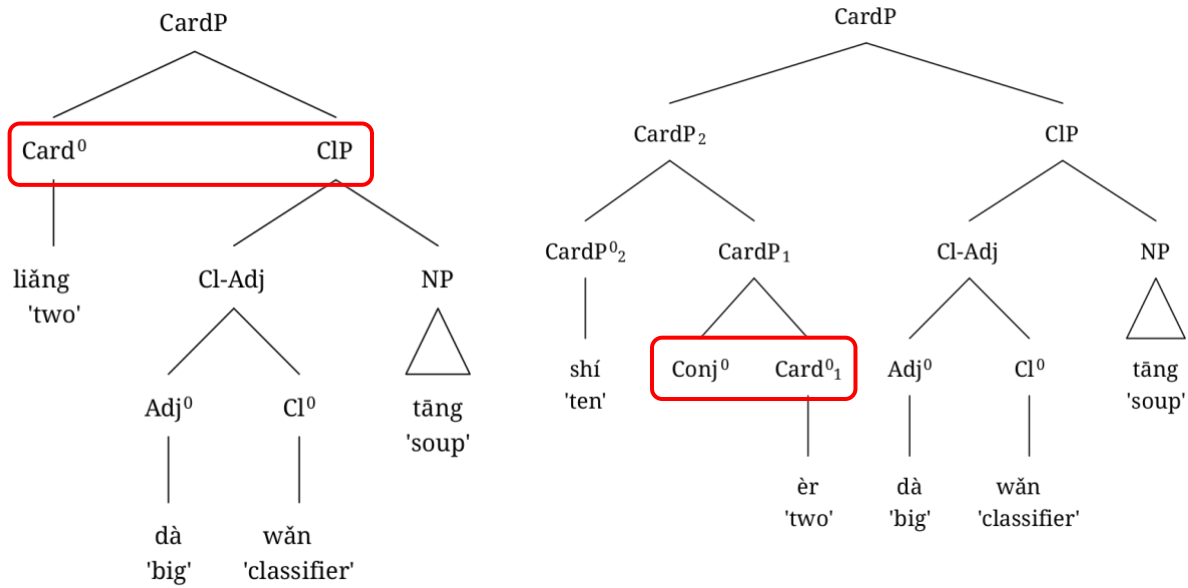 CardP
Card⁰ ClP
liǎng
'two'
Cl-Adj NP
Adj⁰ Cl⁰
tāng
'soup'
dà wǎn
'big' 'classifier'
CardP
CardP₂ ClP
CardP⁰₂ CardP₁ Cl-Adj NP
shí
'ten'
Conj⁰ Card⁰₁ Adj⁰ Cl⁰
tāng
'soup'
èr dà wǎn
'two' 'big' 'classifier'